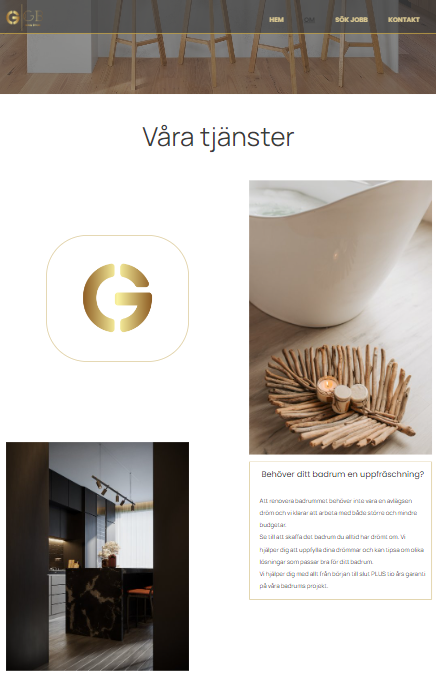 HEM OM SÖK JOBB KONTAKT
Våra tjänster
Behöver ditt badrum en uppfräschning?
Att renovera badrummet behöver inte vara en avlägsen
dröm och vi klarar att arbeta med både större och mindre
budgetar.
Se till att skaffa det badrum du alltid har drömt om. Vi
hjälper dig att uppfylla dina drömmar och kan tipsa om olika
lösningar som passar bra för ditt badrum.
Vi hjälper dig med allt från början till slut PLUS tio års garanti
på våra badrums projekt.